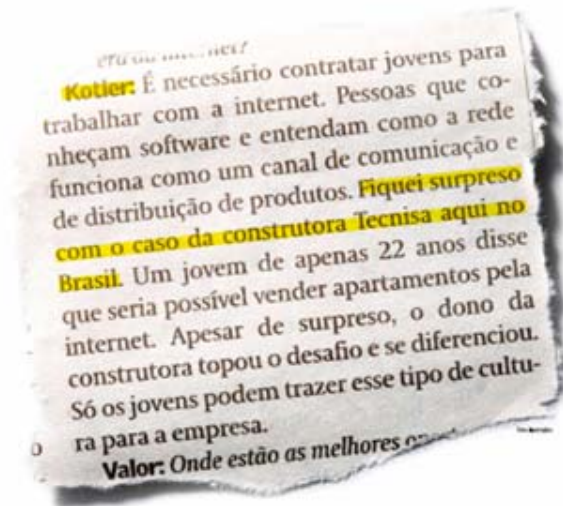 era da internet?
Kotler: É necessário contratar jovens para
trabalhar com a internet. Pessoas que co-
nheçam software e entendam como a rede
funciona como um canal de comunicação e
de distribuição de produtos. Fiquei surpreso
com o caso da construtora Tecnisa aqui no
Brasil. Um jovem de apenas 22 anos disse
que seria possível vender apartamentos pela
internet. Apesar de surpreso, o dono da
construtora topou o desafio e se diferenciou.
Só os jovens podem trazer esse tipo de cultu-
o ra para a empresa.
Valor: Onde estão as melhores